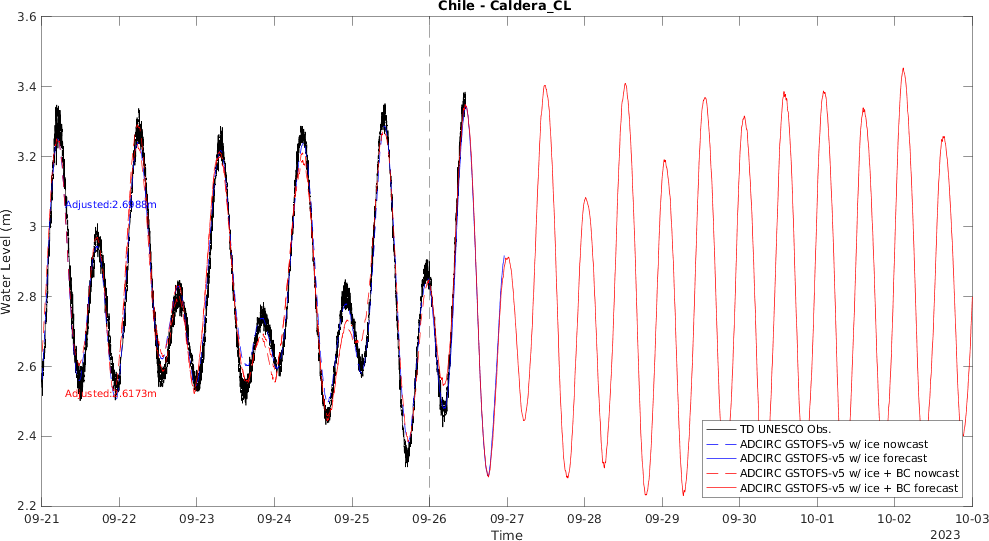 Chile - Caldera_CL
3.6
3.4
3.2
3
2.8
2.6
2.4
2.2
Water Level (m)
Adjusted:2.6988m
Adjusted:2.6173m
TD UNESCO Obs.
ADCIRC GSTOFS-v5 w/ ice nowcast
ADCIRC GSTOFS-v5 w/ ice forecast
ADCIRC GSTOFS-v5 w/ ice + BC nowcast
ADCIRC GSTOFS-v5 w/ ice + BC forecast
09-21 09-22 09-23 09-24 09-25 09-26 09-27 09-28 09-29 09-30 10-01 10-02 10-03
Time
2023